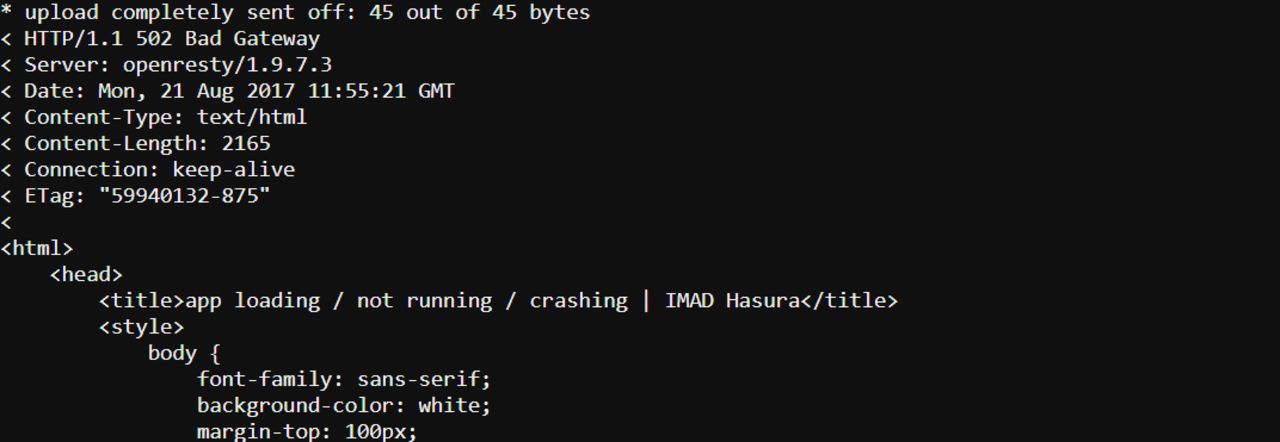 * upload completely sent off: 45 out of 45 bytes
< HTTP/1.1 502 Bad Gateway
< Server: openresty/1.9.7.3
< Date: Mon, 21 Aug 2017 11:55:21 GMT
< Content-Type: text/html
< Content-Length: 2165
< Connection: keep-alive
< ETag: "59940132-875"
<
<html>
    <head>
        <title>app loading / not running / crashing | IMAD Hasura</title>
        <style>
            body {
                font-family: sans-serif;
                background-color: white;
                margin-top: 100px;